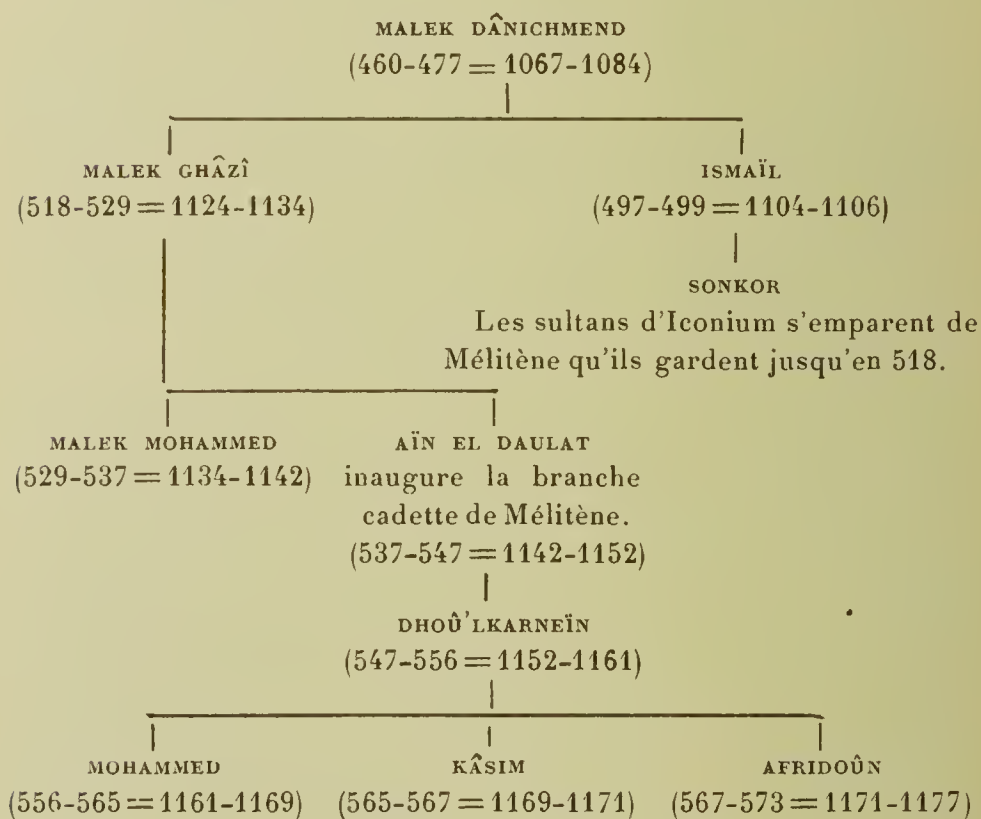 MALEK DÂNICHMEND
(460-477 = 1067-1084)
MALEK GHÂZÎ
(518-529 = 1124-1134)
ISMAÏL
(497-499 = 1104-1106)
SONKOR
Les sultans d'Iconium s'emparent de
Mélitène qu'ils gardent jusqu'en 518.
MALEK MOHAMMED
(529-537 = 1134-1142)
AÏN EL DAULAT
inaugure la branche
cadette de Mélitène.
(537-547 = 1142-1152)
DHOÛ'LKARNEÏN
(547-556 = 1152-1161)
MOHAMMED
(556-565 = 1161-1169)
KÂSIM
(565-567 = 1169-1171)
AFRIDOÛN
(567-573 = 1171-1177)